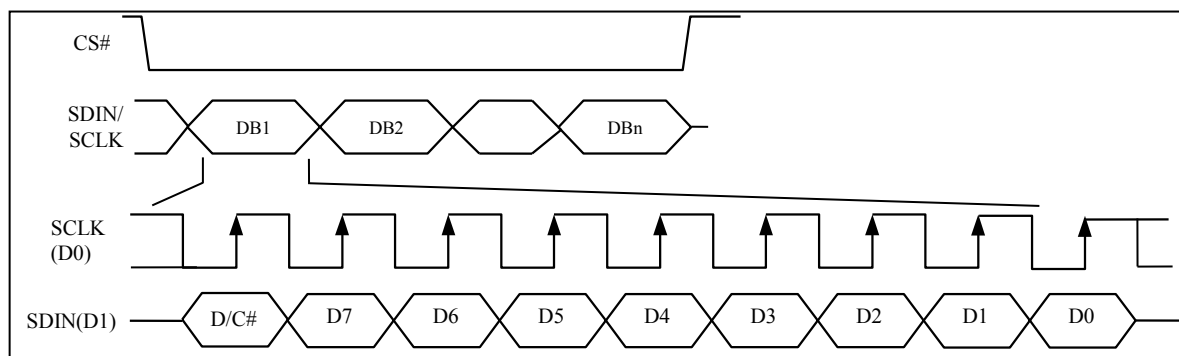 CS#
SDIN/
SCLK
DB1 DB2 DBn
SCLK
(D0)
SDIN(D1) D/C# D7 D6 D5 D4 D3 D2 D1 D0